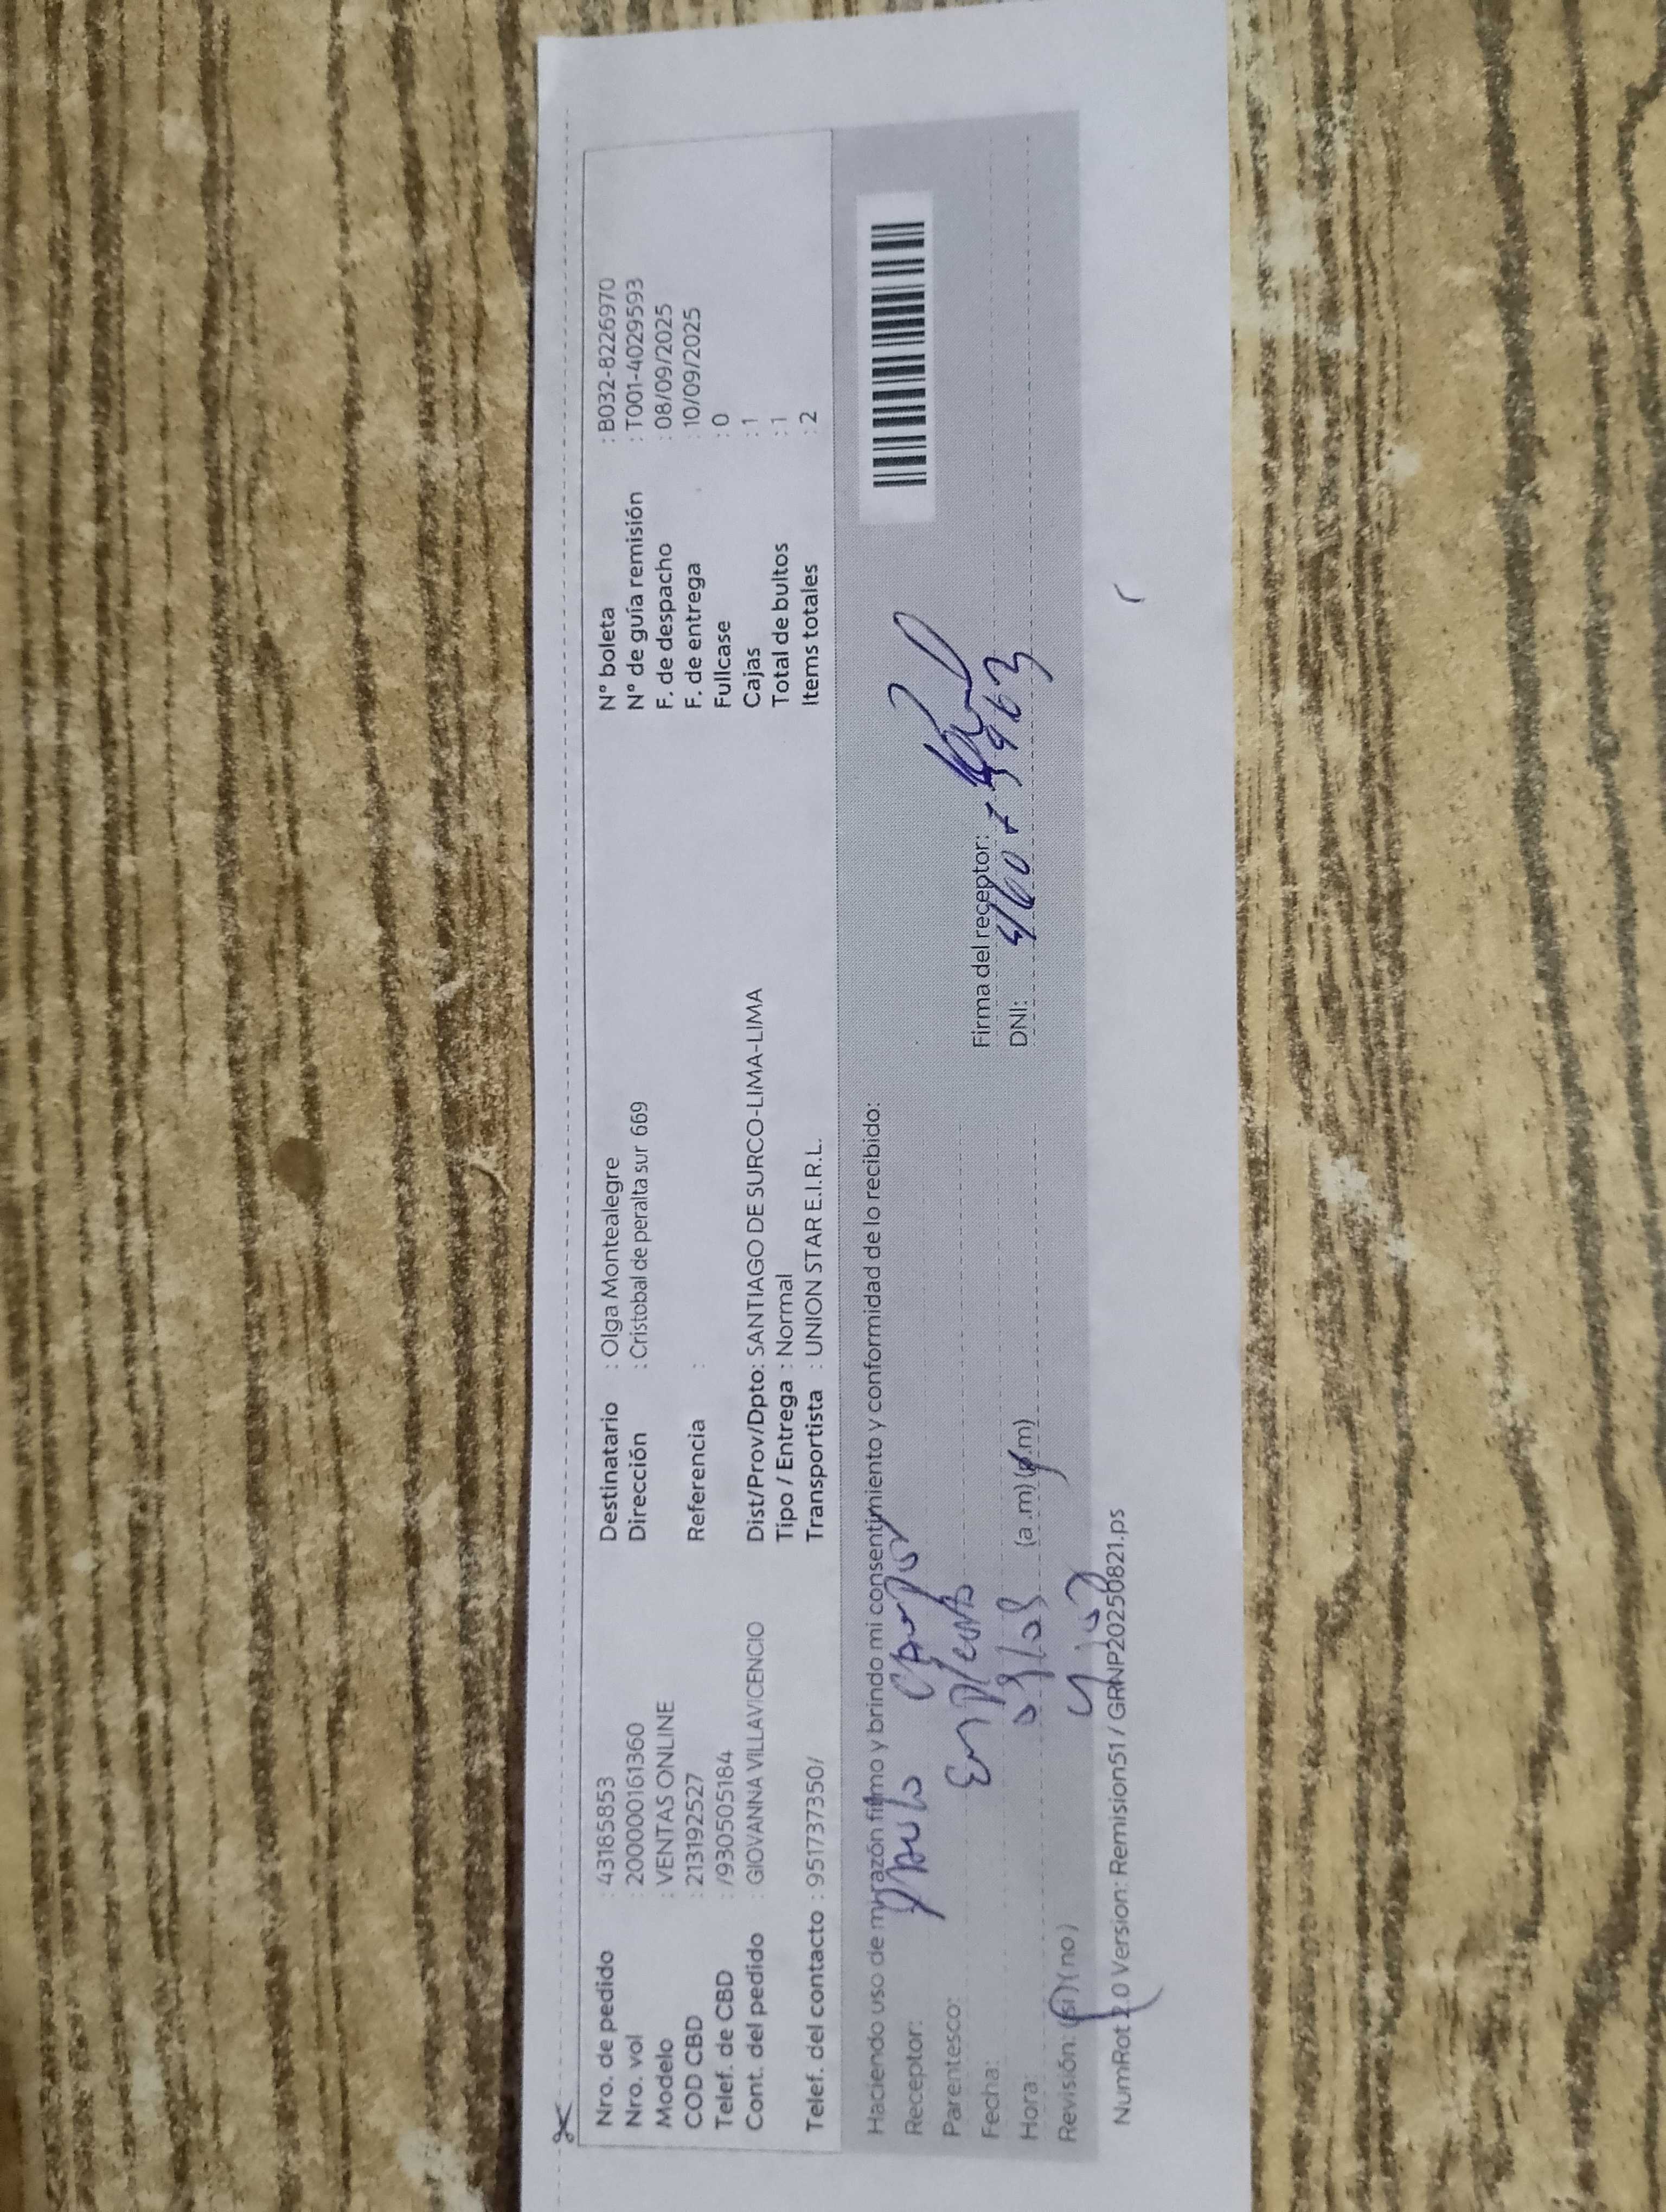 Nro. de pedido : 43185853
Nro. vol : 2000000161360
Modelo : VENTAS ONLINE
COD CBD : 213192527
Telef. de CBD : /930505184
Cont. del pedido : GIOVANNA VILLAVICENCIO
Telef. del contacto : 951737350/
Destinatario : Olga Montealegre
Dirección : Cristobal de peralta sur 669
Referencia :
Dist/Prov/Dpto: SANTIAGO DE SURCO-LIMA-LIMA
Tipo / Entrega : Normal
Transportista : UNION STAR E.I.R.L.
N° boleta : B032-8226970
N° de guía remisión : T001-4029593
F. de despacho : 08/09/2025
F. de entrega : 10/09/2025
Fullcase : 0
Cajas : 1
Total de bultos : 1
Items totales : 2
Haciendo uso de mi razón firmo y brindo mi consentimiento y conformidad de lo recibido:
Receptor: Paulo Campos
Parentesco:
Fecha:
Hora: (a .m) (p.m)
Revisión: (si) (no)
Firma del receptor:
DNI:
NumRot 2.0 Version: Remision51 / GRNP20250821.ps